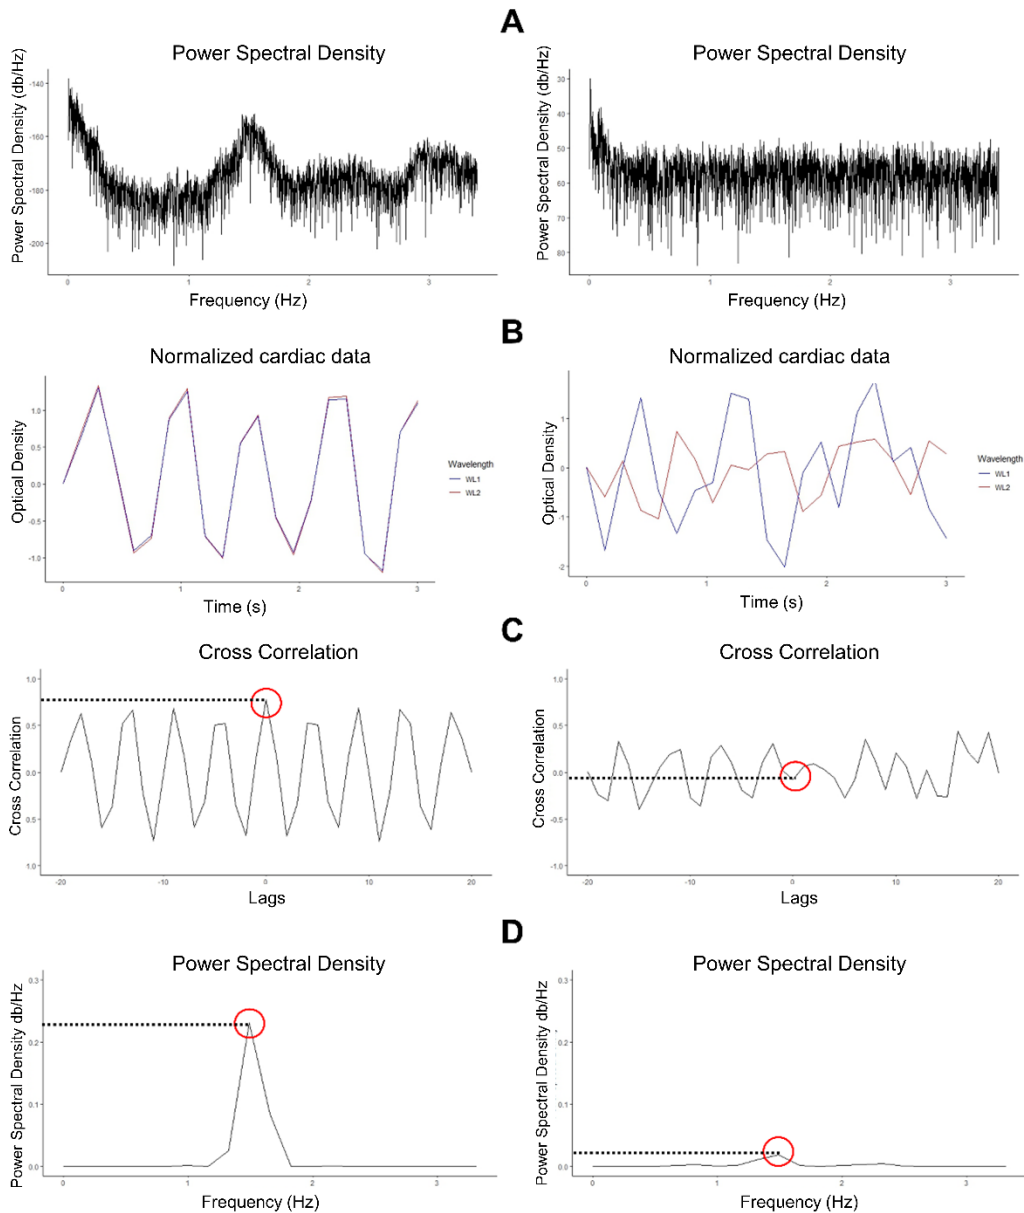 A
Power Spectral Density
Power Spectral Density
Power Spectral Density (db/Hz)
-140
-160
-180
-200
0
1
2
3
Frequency (Hz)
Power Spectral Density (db/Hz)
30
40
50
60
70
80
0
1
2
3
Frequency (Hz)
B
Normalized cardiac data
Normalized cardiac data
Optical Density
1.0
0.5
0.0
-0.5
-1.0
0
1
2
3
Time (s)
Wavelength
WL1
WL2
Optical Density
1
0
-1
-2
0
1
2
3
Time (s)
Wavelength
WL1
WL2
C
Cross Correlation
Cross Correlation
Cross Correlation
1.0
0.5
0.0
-0.5
1.0
-20
-10
0
10
20
Lags
Cross Correlation
1.0
0.5
0.0
-0.5
1.0
-20
-10
0
10
20
Lags
D
Power Spectral Density
Power Spectral Density
Power Spectral Density db/Hz
0.3
0.2
0.1
0.0
0
1
2
3
Frequency (Hz)
Power Spectral Density db/Hz
0.3
0.2
0.1
0.0
0
1
2
3
Frequency (Hz)